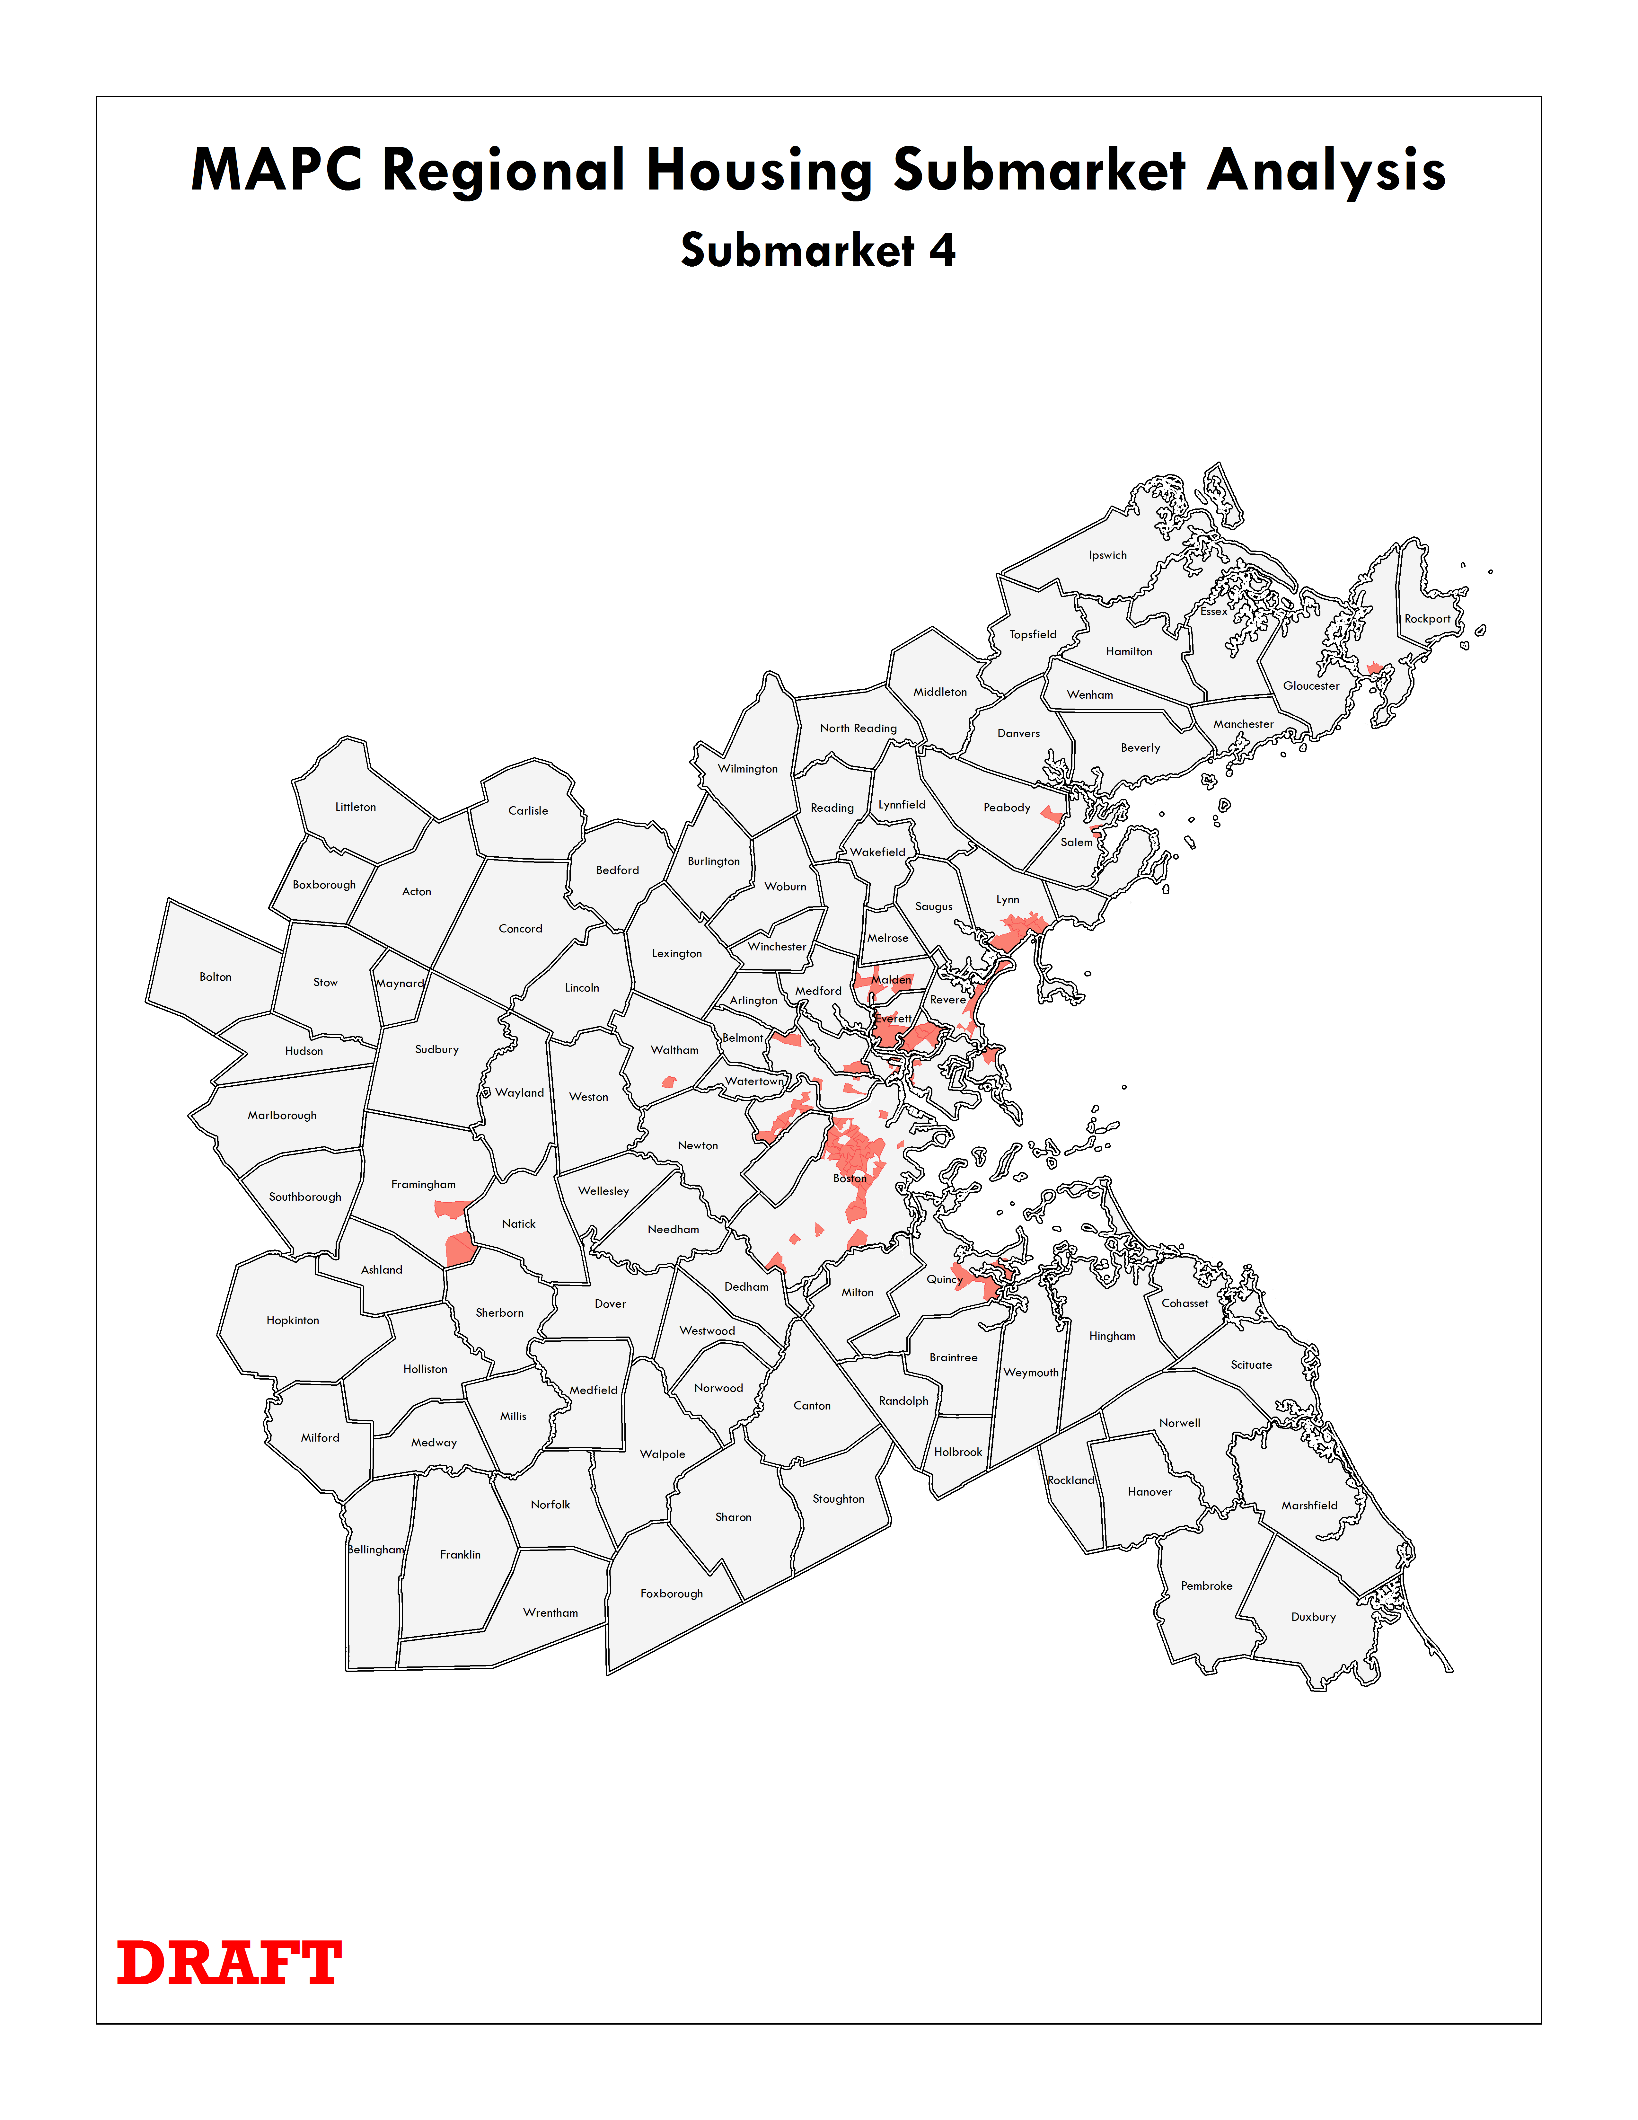 MAPC Regional Housing Submarket Analysis
Submarket 4
Ipswich
Essex
Rockport
Topsfield
Hamilton
Gloucester
Middleton
Wenham
Manchester
North Reading
Danvers
Beverly
Wilmington
Littleton
Carlisle
Reading
Lynnfield
Peabody
Salem
Wakefield
Burlington
Bedford
Boxborough
Acton
Woburn
Saugus
Lynn
Concord
Lexington
Winchester
Melrose
Bolton
Stow
Maynard
Lincoln
Arlington
Medford
Malden
Revere
Everett
Hudson
Sudbury
Waltham
Belmont
Watertown
Wayland
Weston
Marlborough
Newton
Framingham
Boston
Southborough
Wellesley
Natick
Needham
Ashland
Dedham
Milton
Quincy
Hopkinton
Sherborn
Dover
Westwood
Cohasset
Hingham
Holliston
Braintree
Weymouth
Scituate
Medfield
Norwood
Canton
Randolph
Millis
Norwell
Milford
Medway
Walpole
Holbrook
Rockland
Hanover
Norfolk
Sharon
Stoughton
Marshfield
Bellingham
Franklin
Foxborough
Pembroke
Wrentham
Duxbury
DRAFT